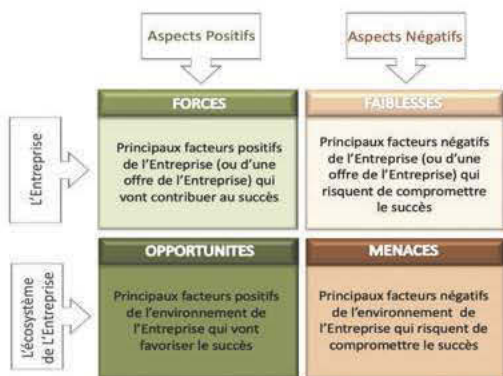 Aspects Positifs
Aspects Négatifs
L'Entreprise
FORCES
Principaux facteurs positifs
de l'Entreprise (ou d'une
offre de l'Entreprise) qui
vont contribuer au succès
FAIBLESSES
Principaux facteurs négatifs
de l'Entreprise (ou d'une
offre de l'Entreprise) qui
risquent de compromettre
le succès
L'écosystème
de L'Entreprise
OPPORTUNITES
Principaux facteurs positifs
de l'environnement de
l'Entreprise qui vont
favoriser le succès
MENACES
Principaux facteurs négatifs
de l'environnement de
l'Entreprise qui risquent de
compromettre le succès